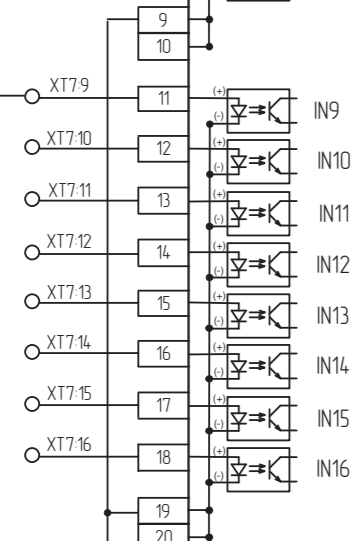 9
10
XT7:9 11 (+) (-) IN9
XT7:10 12 (+) (-) IN10
XT7:11 13 (+) (-) IN11
XT7:12 14 (+) (-) IN12
XT7:13 15 (+) (-) IN13
XT7:14 16 (+) (-) IN14
XT7:15 17 (+) (-) IN15
XT7:16 18 (+) (-) IN16
19
20